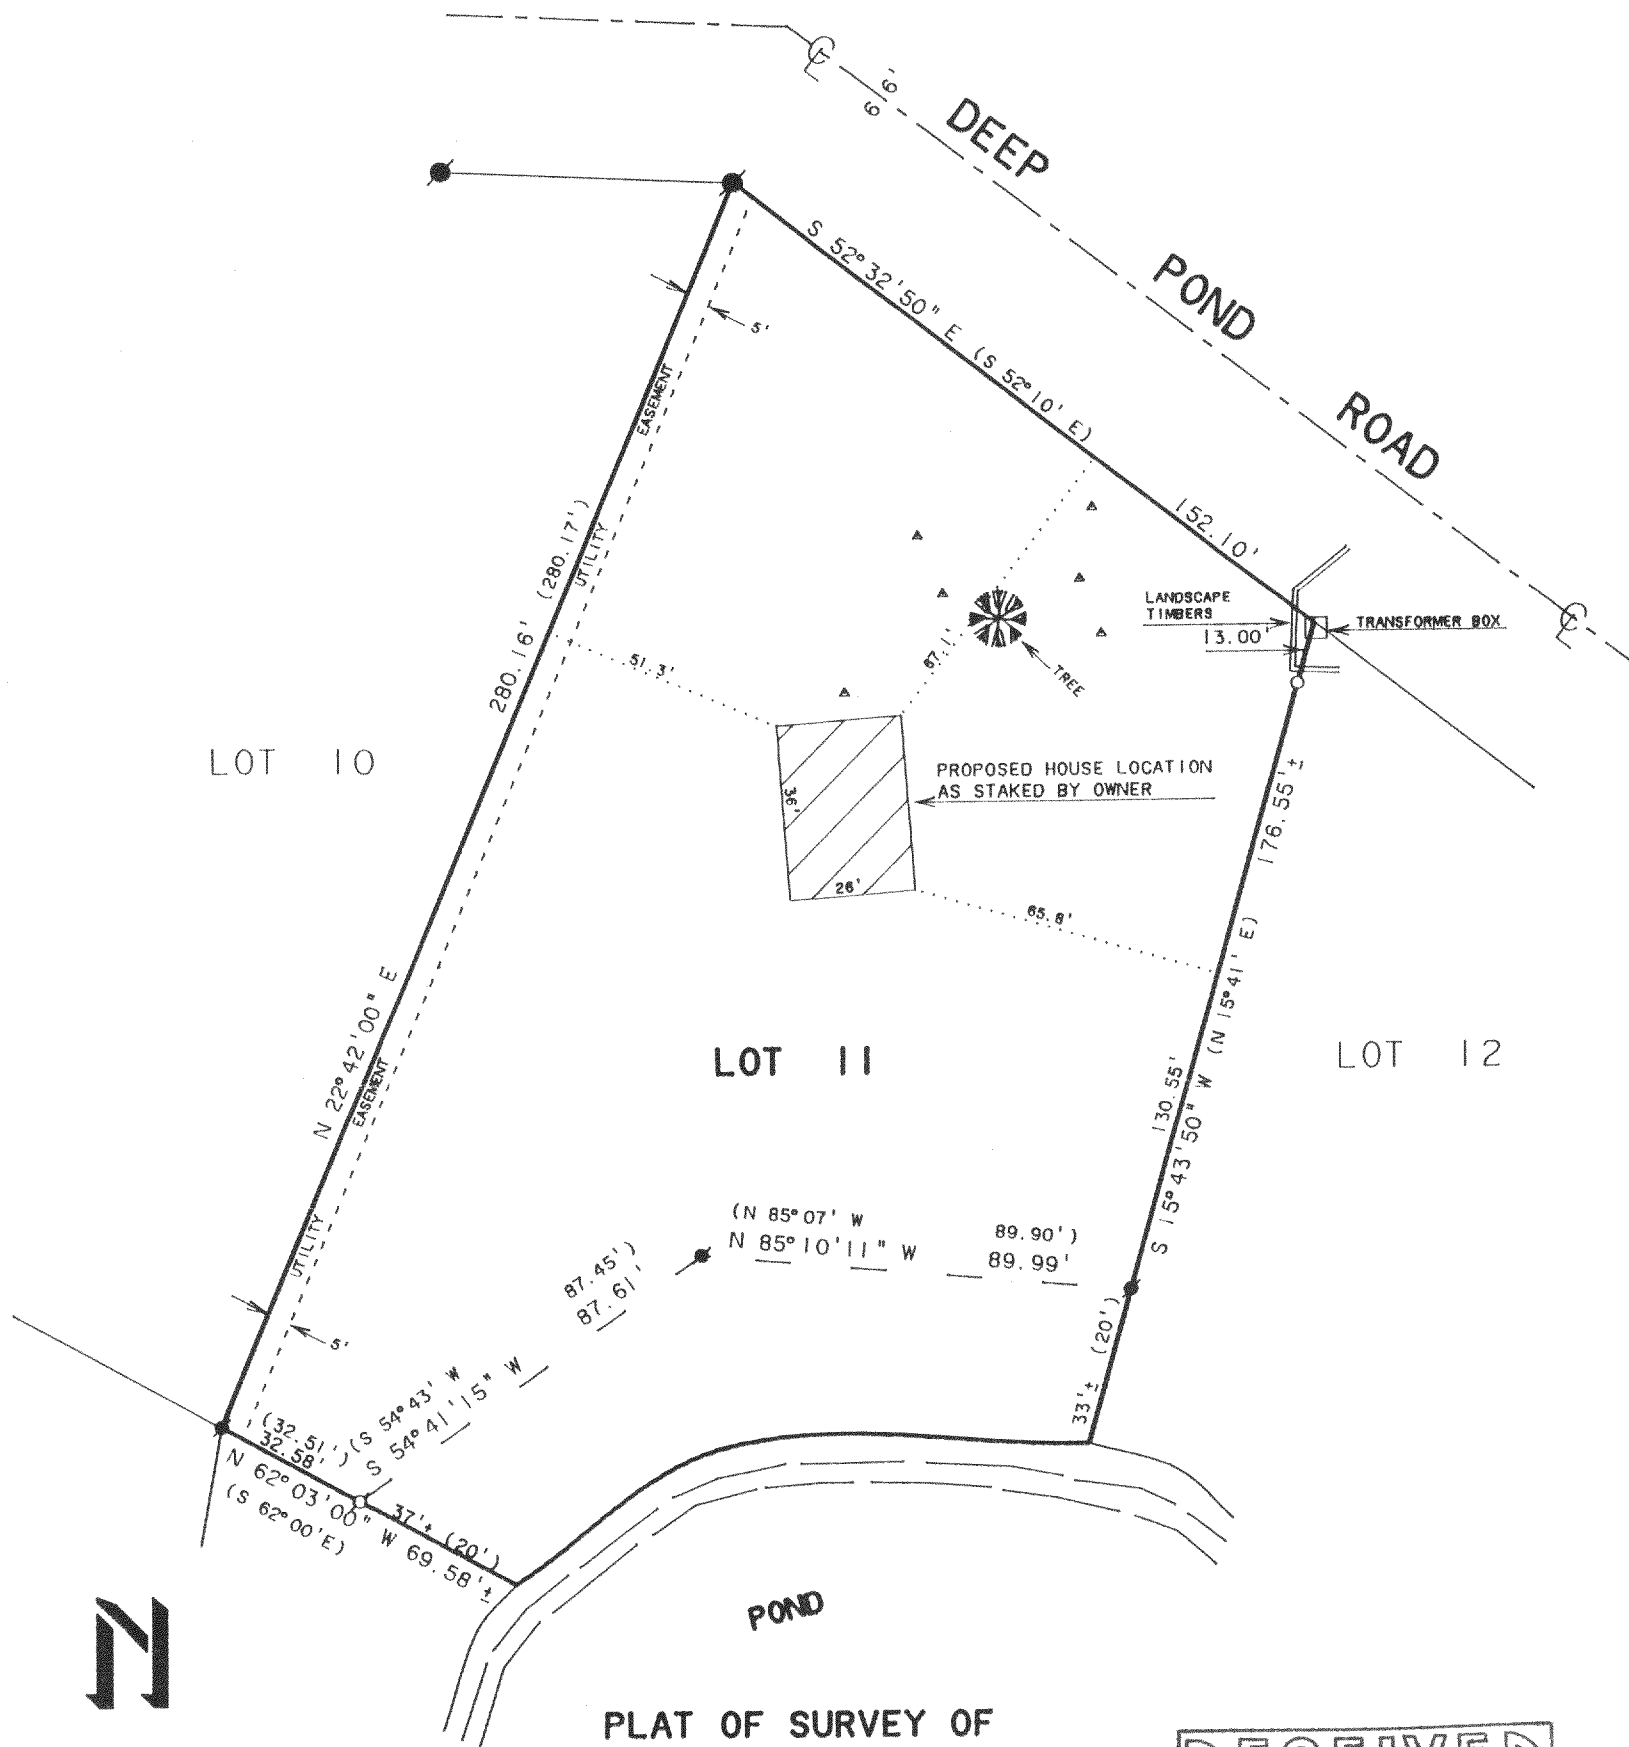 66'
DEEP
POND
ROAD
S 52°32'50" E (S 52°10' E)
152.10'
5'
EASEMENT
UTILITY
280.16' (280.17')
N 22°42'00" E
EASEMENT
UTILITY
5'
51.3'
67.1'
TREE
LANDSCAPE
TIMBERS
13.00'
TRANSFORMER BOX
LOT 10
36'
26'
PROPOSED HOUSE LOCATION
AS STAKED BY OWNER
65.8'
176.55'±
S 15°43'50" W (N 15°41' E)
130.55'
LOT 11
LOT 12
(N 85°07' W 89.90')
N 85°10'11" W 89.99'
87.45')
87.61'
(S 54°43' W
S 54°41'15" W
33'± (20')
(32.51')
32.58'
N 62°03'00" W 69.58'±
(S 62°00'E)
37'± (20')
POND
N
PLAT OF SURVEY OF
RECEIVED